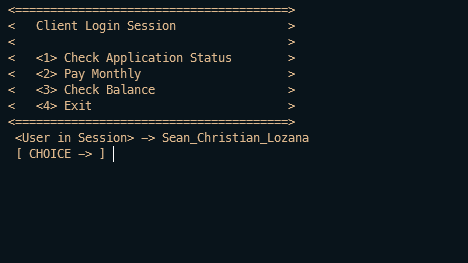 <=======================================>
<   Client Login Session                >
<                                       >
<   <1> Check Application Status        >
<   <2> Pay Monthly                     >
<   <3> Check Balance                   >
<   <4> Exit                            >
<=======================================>
<User in Session> —> Sean_Christian_Lozana
[ CHOICE —> ]